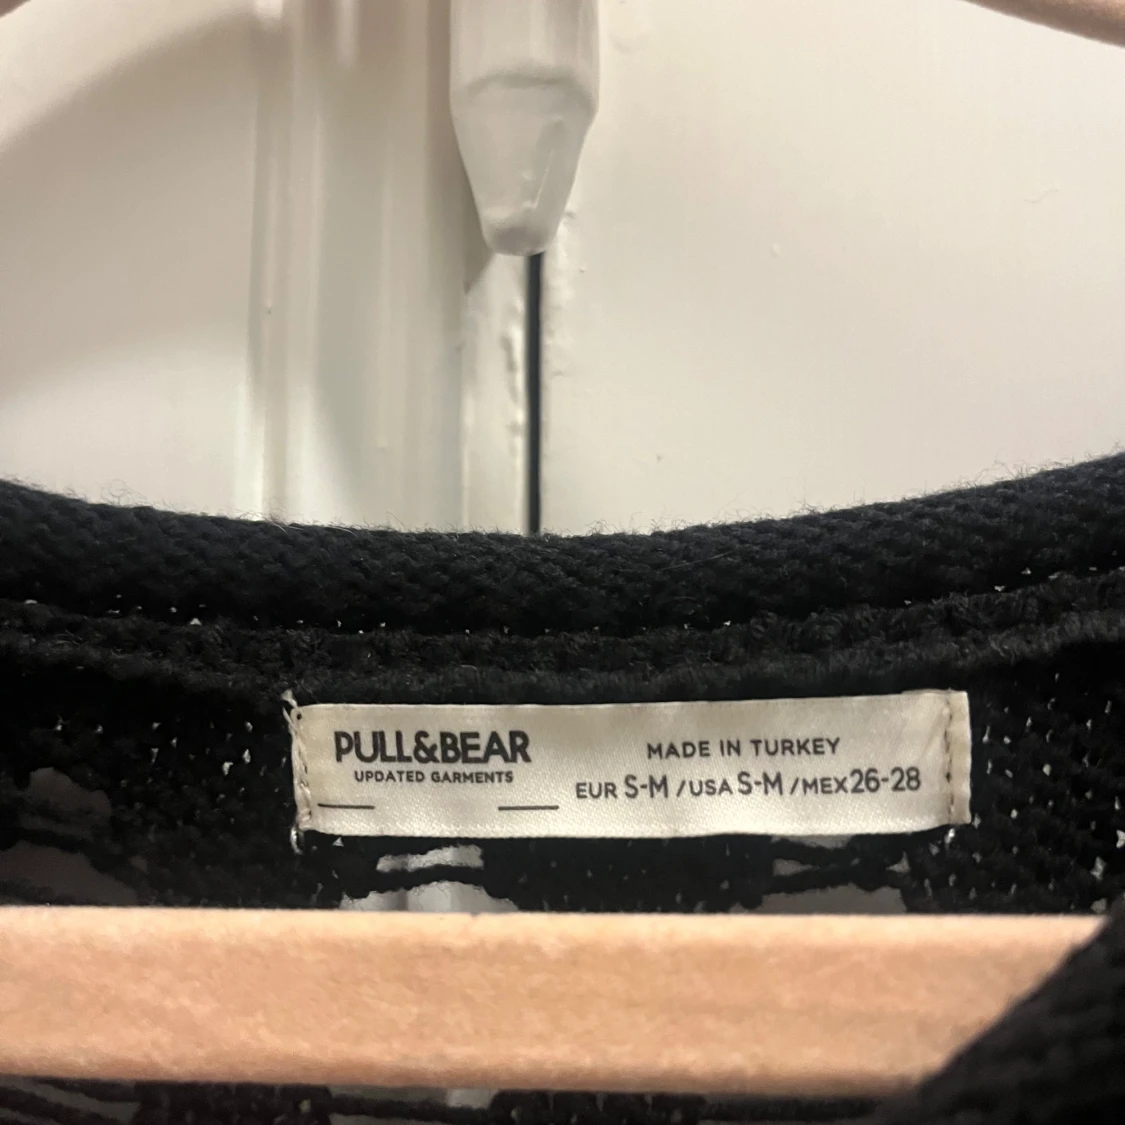 PULL&BEAR
UPDATED GARMENTS
MADE IN TURKEY
EUR S-M /USA S-M /MEX 26-28